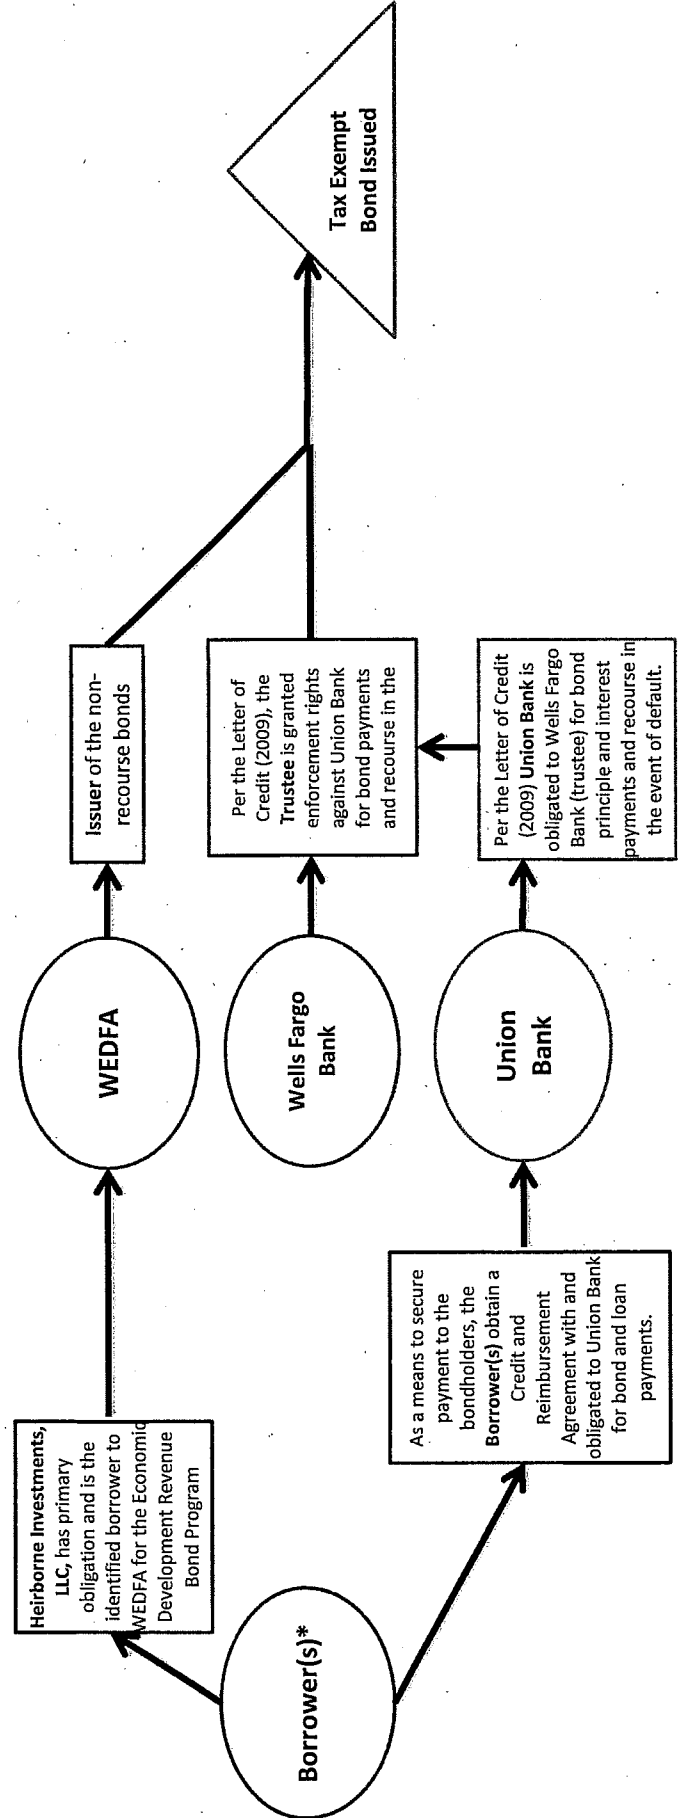 Borrower(s)*
Heirborne Investments,
LLC, has primary
obligation and is the
identified borrower to
WEDFA for the Economic
Development Revenue
Bond Program
As a means to secure
payment to the
bondholders, the
Borrower(s) obtain a
Credit and
Reimbursement
Agreement with and
obligated to Union Bank
for bond and loan
payments.
WEDFA
Wells Fargo
Bank
Union
Bank
Issuer of the non-
recourse bonds
Per the Letter of
Credit (2009), the
Trustee is granted
enforcement rights
against Union Bank
for bond payments
and recourse in the
Per the Letter of Credit
(2009) Union Bank is
obligated to Wells Fargo
Bank (trustee) for bond
principle and interest
payments and recourse in
the event of default.
Tax Exempt
Bond Issued